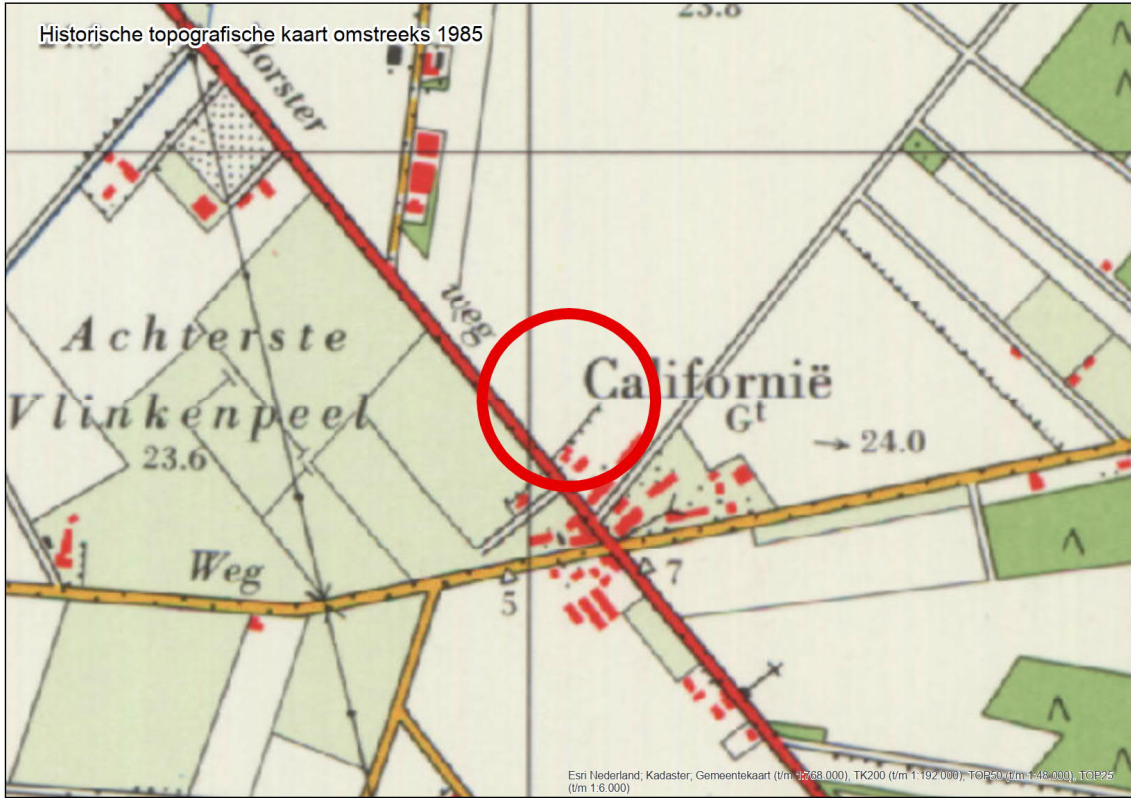 Historische topografische kaart omstreeks 1985
23.8
Horster
weg
Achterste
Vlinkenpeel
23.6
Californië
Gt
24.0
Weg
5
7
Esri Nederland; Kadaster; Gemeentekaart (t/m 1:768.000), TK200 (t/m 1:192.000), TOP50 (t/m 1:48.000), TOP25
(t/m 1:6.000)